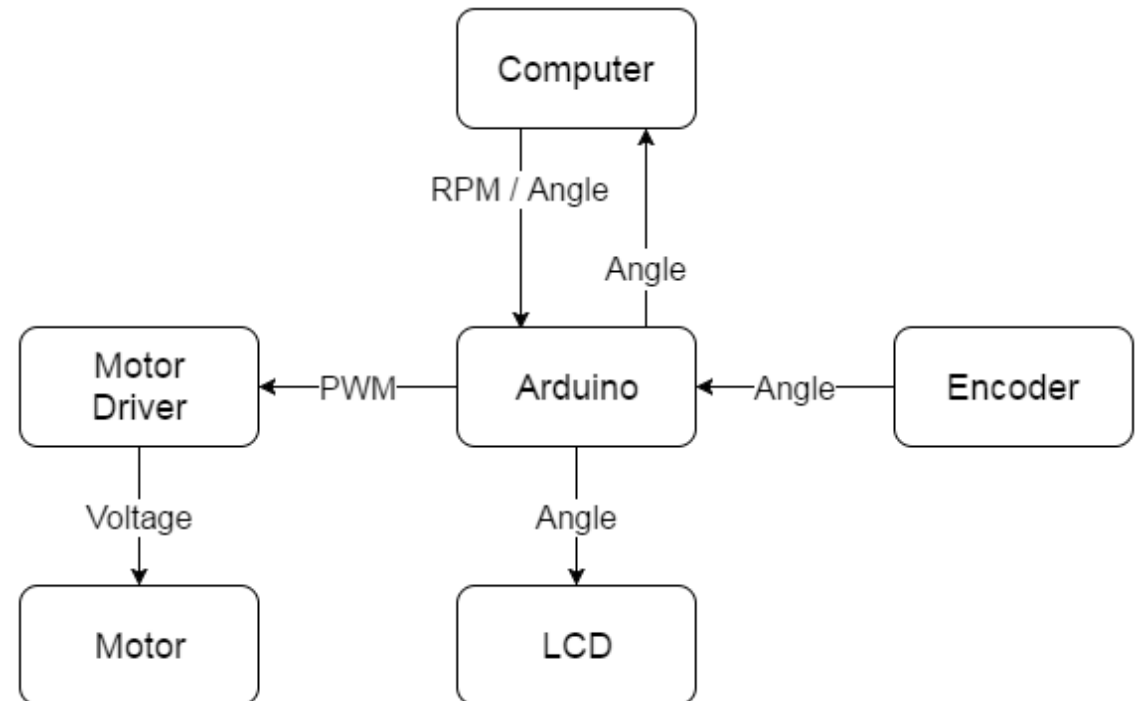 Computer
RPM / Angle
Angle
Motor
Driver
PWM
Arduino
Angle
Encoder
Voltage
Angle
Motor
LCD